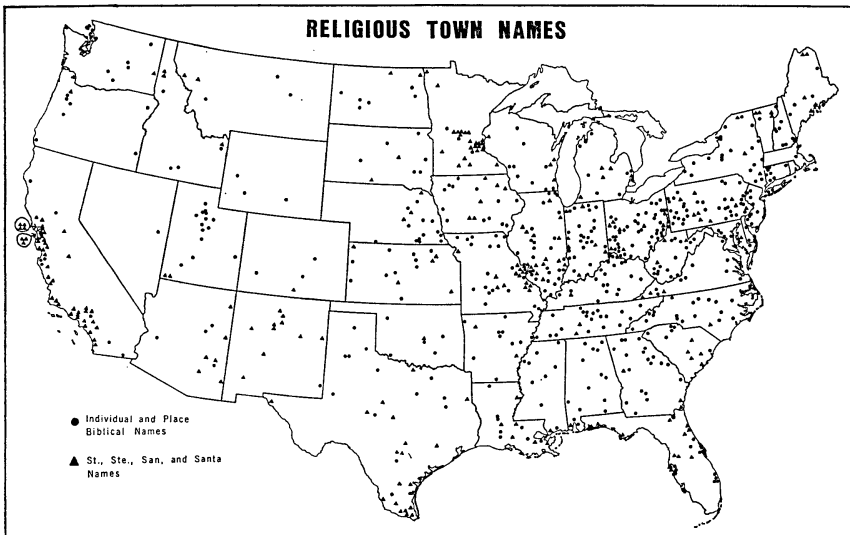 RELIGIOUS TOWN NAMES
● Individual and Place
Biblical Names
▲ St., Ste., San, and Santa
Names